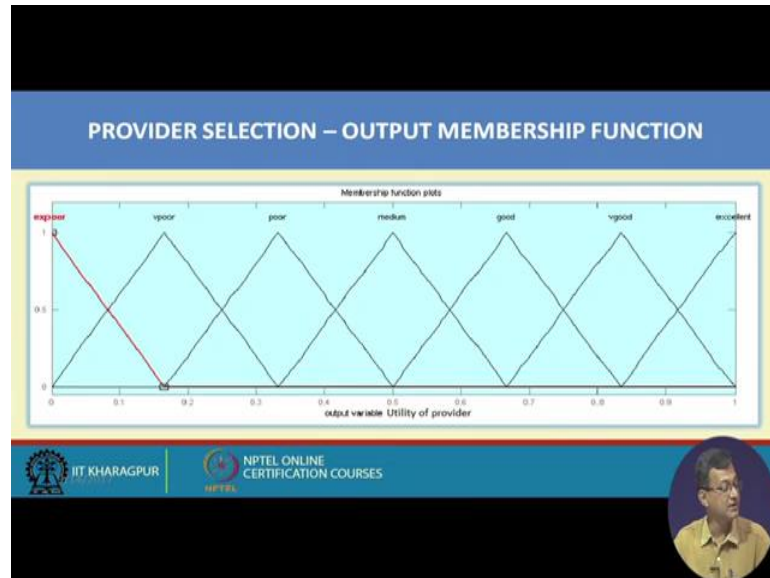 PROVIDER SELECTION – OUTPUT MEMBERSHIP FUNCTION
Membership function plots
expoor vpoor poor medium good vgood excellent
1
0.5
0
0 0.1 0.2 0.3 0.4 0.5 0.6 0.7 0.8 0.9 1
output variable Utility of provider
IIT KHARAGPUR
NPTEL ONLINE
CERTIFICATION COURSES
NPTEL